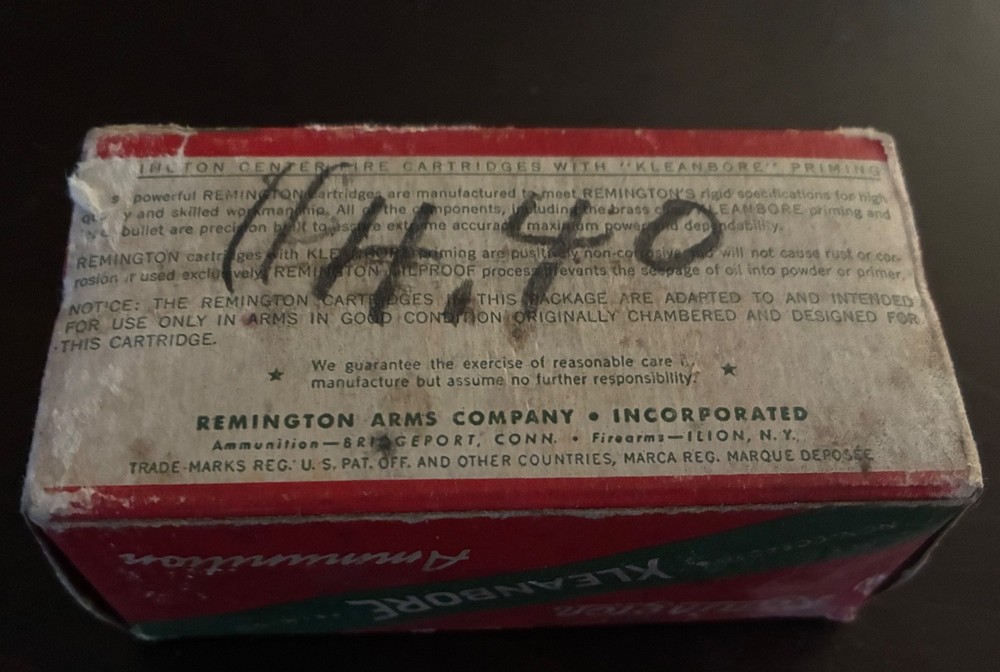 CENTER FIRE CARTRIDGES WITH "KLEANBORE" PRIMING
powerful REMINGTON cartridges are manufactured to meet REMINGTON'S rigid specifications for high
and skilled workmanship. All the components, including the brass KLEANBORE priming and
bullet are precision built to assure extreme accuracy, maximum power and dependability.
REMINGTON cartridges with KLEANBORE priming are positively non-corrosive and will not cause rust or cor-
rosion if used exclusively. REMINGTON OILPROOF process prevents the seepage of oil into powder or primer.
NOTICE: THE REMINGTON CARTRIDGES IN THIS PACKAGE ARE ADAPTED TO AND INTENDED
FOR USE ONLY IN ARMS IN GOOD CONDITION ORIGINALLY CHAMBERED AND DESIGNED FOR
THIS CARTRIDGE.
We guarantee the exercise of reasonable care in
manufacture but assume no further responsibility.
REMINGTON ARMS COMPANY • INCORPORATED
Ammunition—BRIDGEPORT, CONN. • Firearms—ILION, N.Y.
TRADE-MARKS REG. U. S. PAT. OFF. AND OTHER COUNTRIES, MARCA REG. MARQUE DEPOSÉE
Ammunition
KLEANBORE
Remington